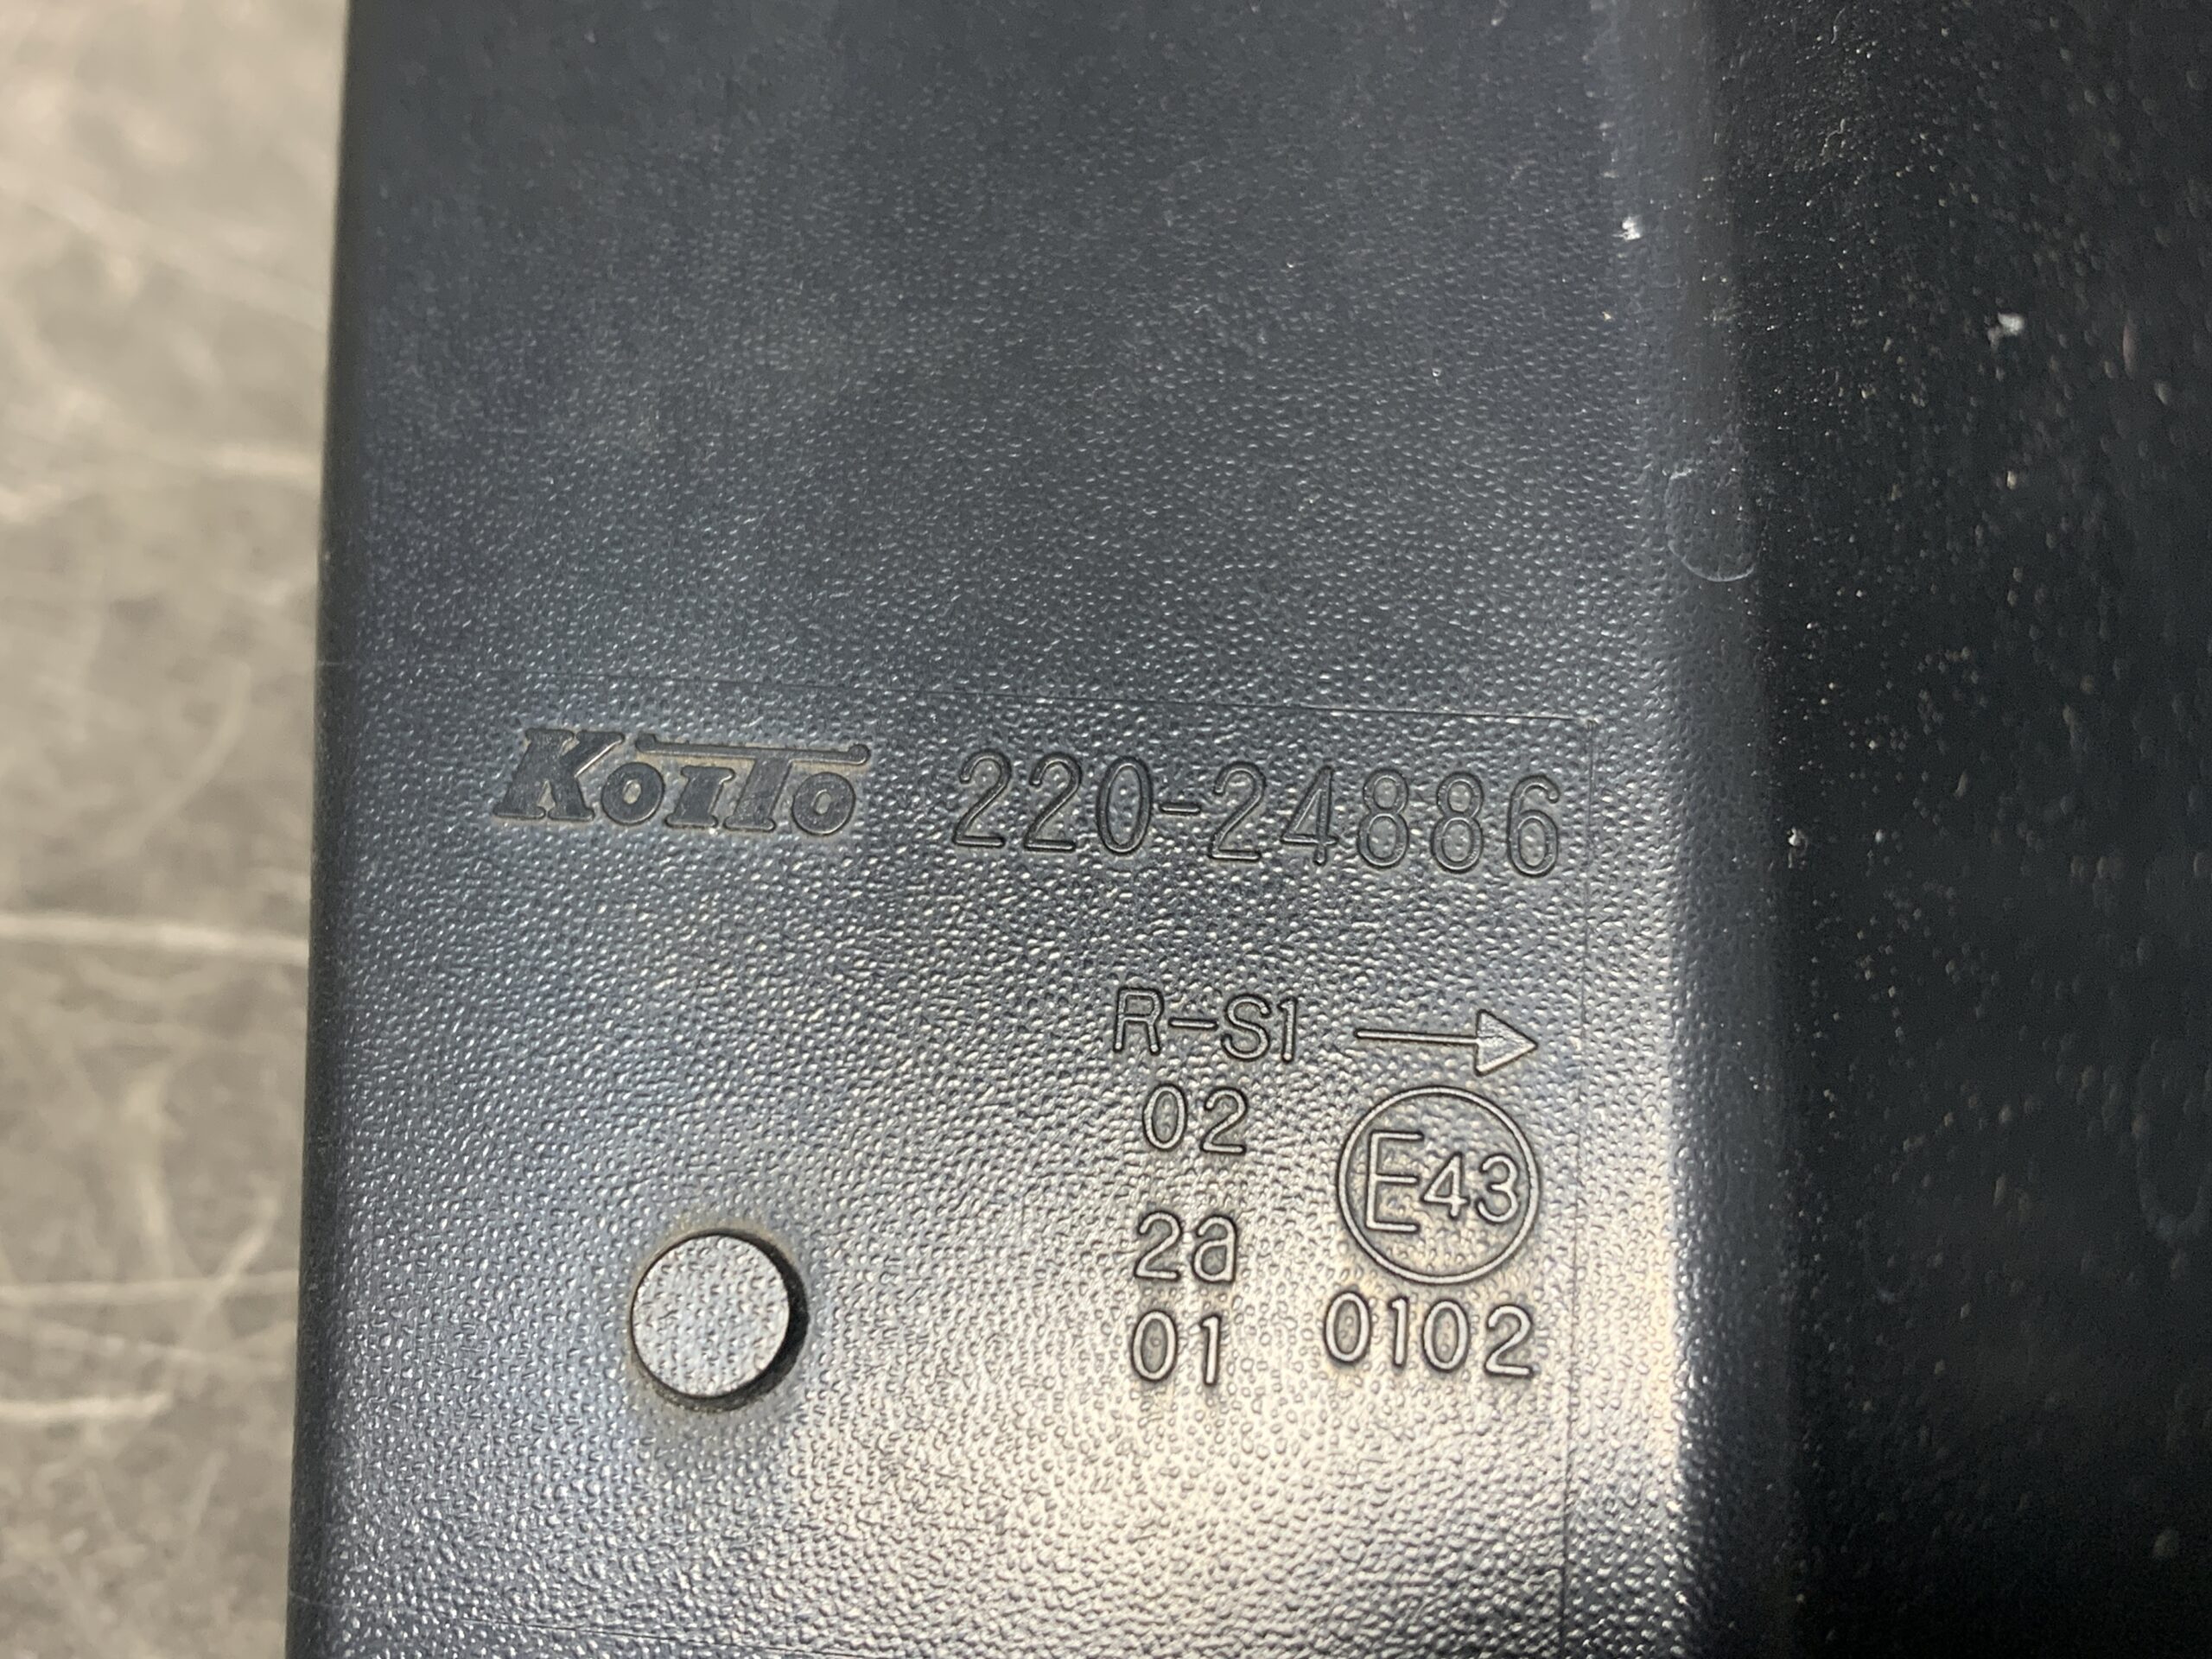 KOITO 220-24886
R-S1 →
02
E43
2a
01 0102